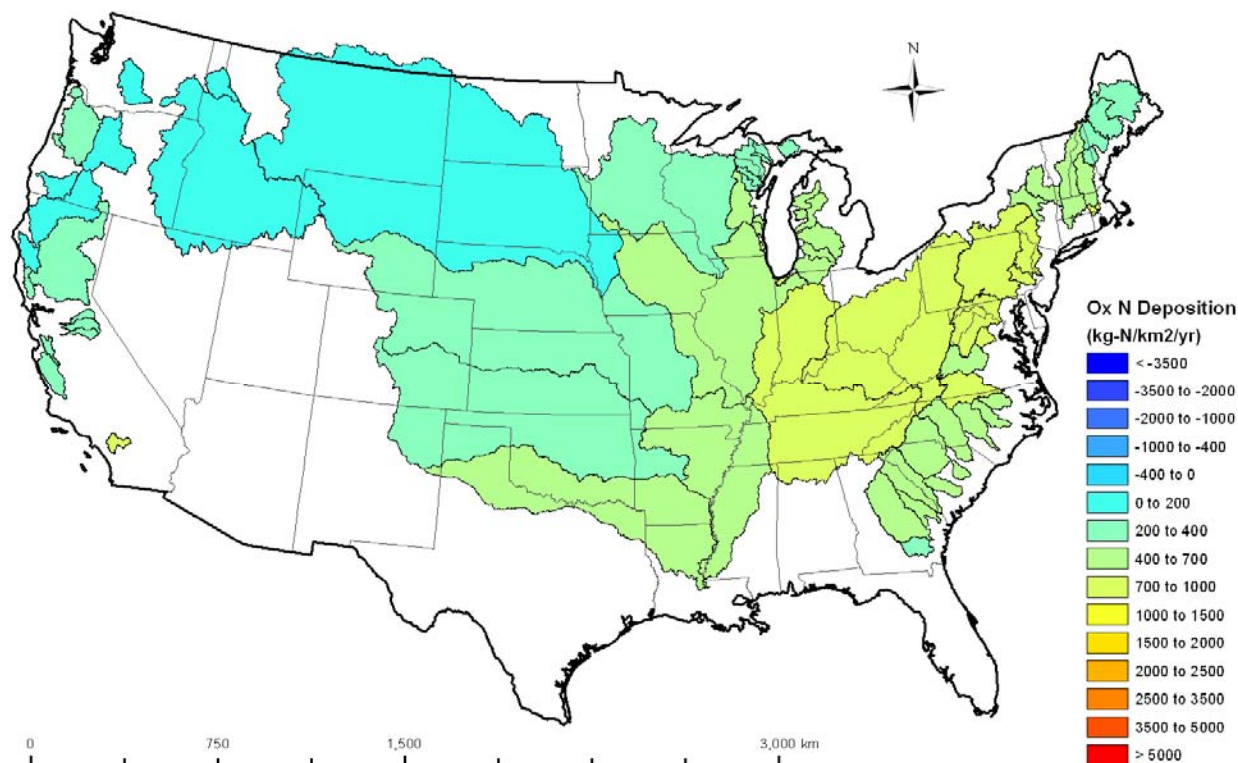 N
Ox N Deposition
(kg-N/km2/yr)
< -3500
-3500 to -2000
-2000 to -1000
-1000 to -400
-400 to 0
0 to 200
200 to 400
400 to 700
700 to 1000
1000 to 1500
1500 to 2000
2000 to 2500
2500 to 3500
3500 to 5000
> 5000
0 750 1,500 3,000 km